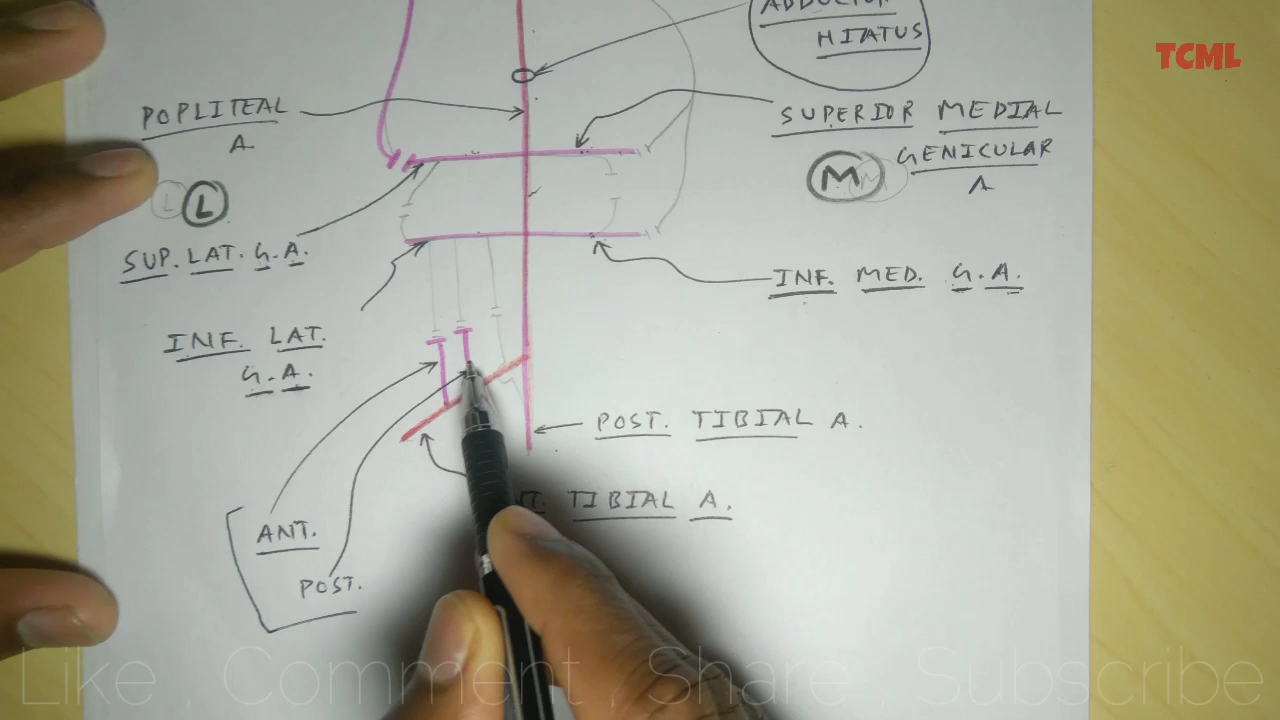 ADDUCTOR
HIATUS
TCML
POPLITEAL
A
SUPERIOR MEDIAL
GENICULAR
A
M
L
L
SUP. LAT. G. A.
INF. MED. G. A.
INF. LAT.
G. A.
POST. TIBIAL A.
TIBIAL A.
ANT.
POST.
Like , Comment , Share , Subscribe